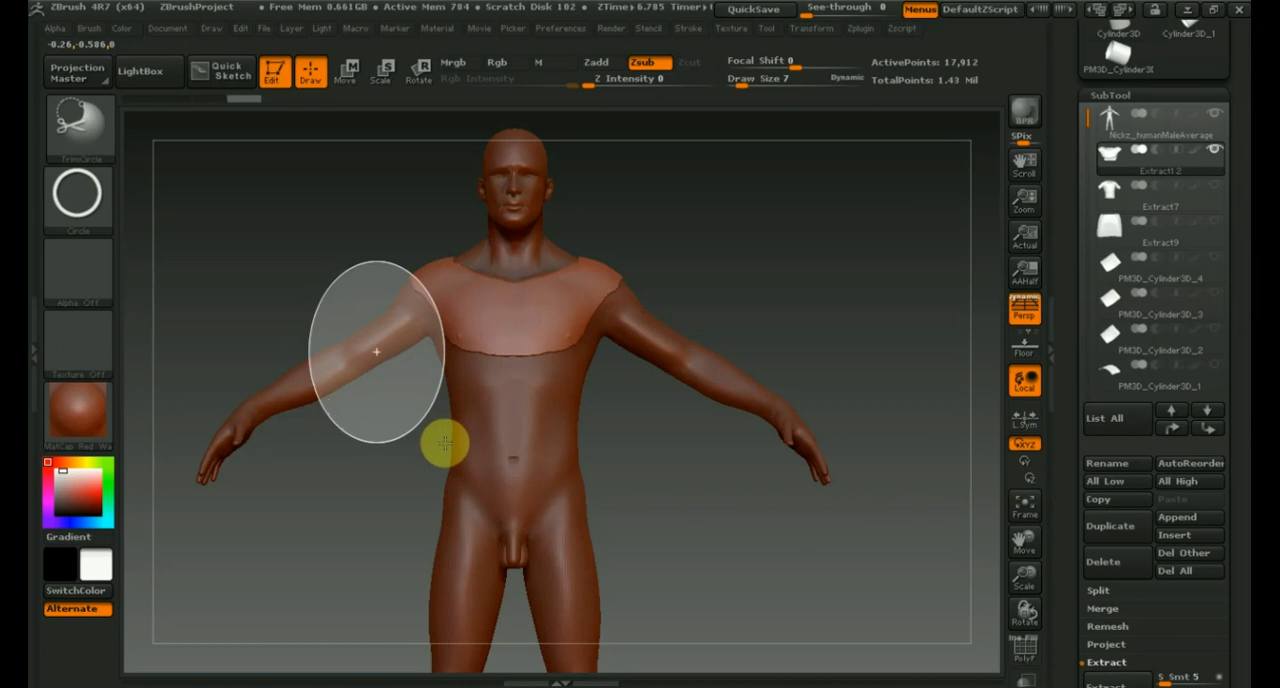 ZBrush 4R7 (x64) ZBrushProject • Free Mem 0.661GB • Active Mem 784 • Scratch Disk 102 • ZTime▸6.785 Timer▸ QuickSave See-through 0 Menus DefaultZScript
Alpha Brush Color Document Draw Edit File Layer Light Macro Marker Material Movie Picker Preferences Render Stencil Stroke Texture Tool Transform Zplugin Zscript
-0.26,-0.586,0
Projection Master
LightBox
Quick Sketch
Edit
Draw
Move
Scale
Rotate
Mrgb Rgb M
Rgb Intensity
Zadd Zsub Zcut
Z Intensity 0
Focal Shift 0
Draw Size 7 Dynamic
ActivePoints: 17,912
TotalPoints: 1.43 Mil
TrimCircle
Circle
Alpha Off
Texture Off
MatCap Red Wa
Gradient
SwitchColor
Alternate
BPR
SPix
Scroll
Zoom
Actual
AAHalf
Dynamic
Persp
Floor
Local
L.Sym
XYZ
Frame
Move
Scale
Rotate
Line Fill
PolyF
Cylinder3D Cylinder3D_1
PM3D_Cylinder3D
SubTool
Nickz_humanMaleAverage
Extract12
Extract7
Extract9
PM3D_Cylinder3D_4
PM3D_Cylinder3D_3
PM3D_Cylinder3D_2
PM3D_Cylinder3D_1
List All
Rename AutoReorder
All Low All High
Copy Paste
Duplicate Append
Insert
Delete Del Other
Del All
Split
Merge
Remesh
Project
Extract
Extract S Smt 5